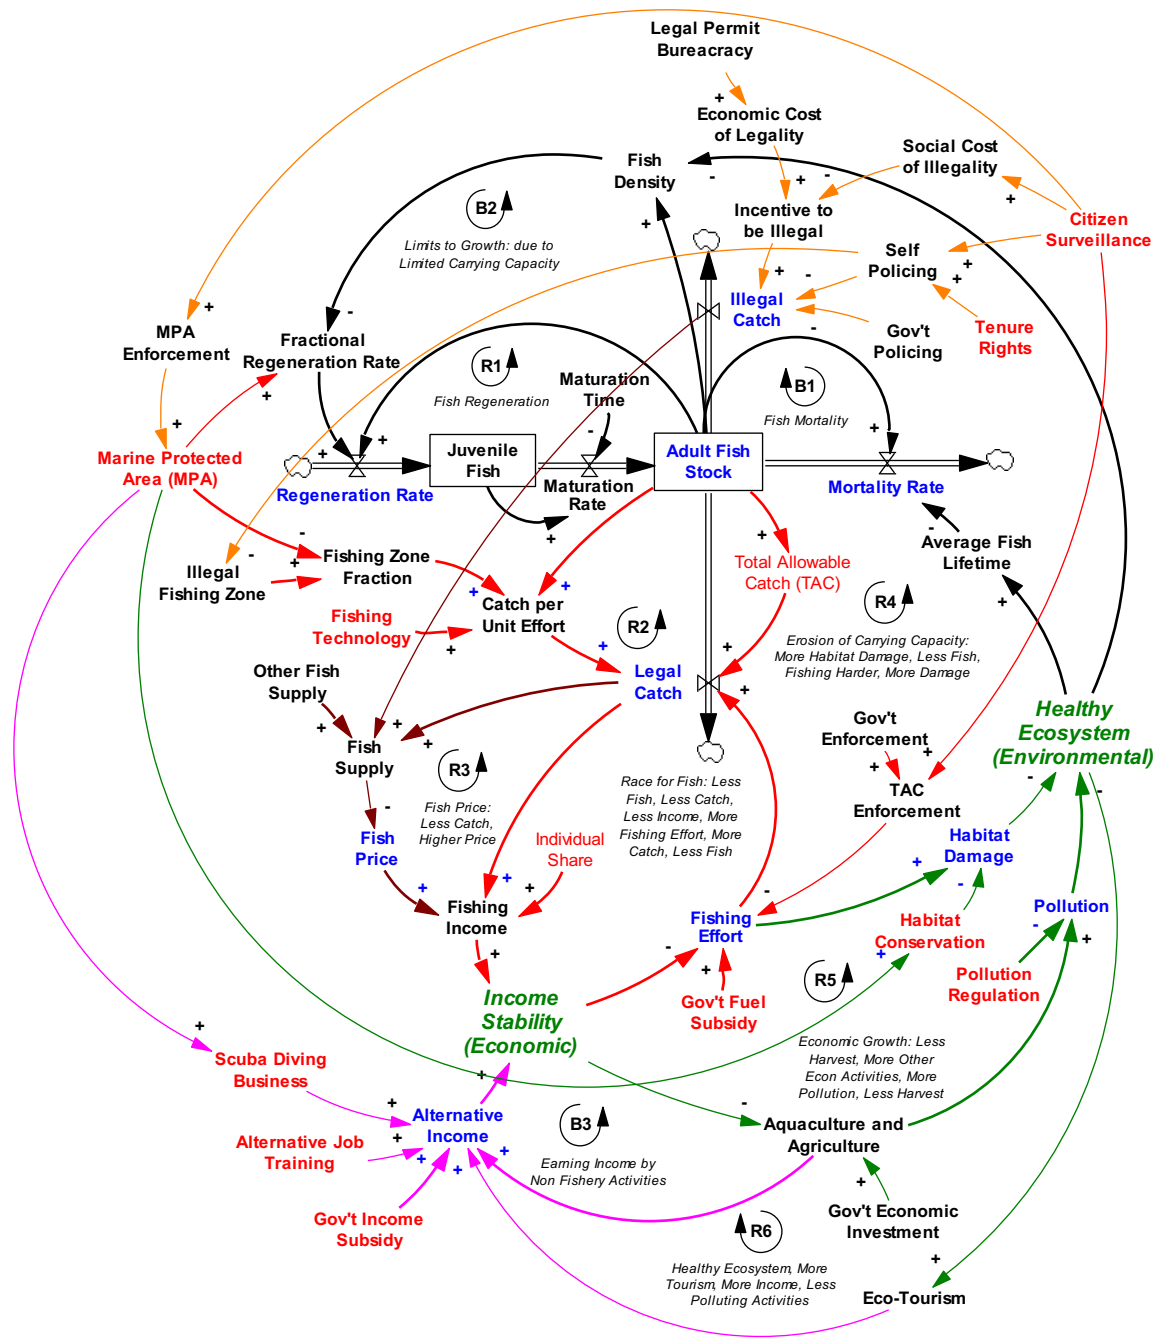 Legal Permit
Bureacracy
+
Economic Cost
of Legality
Social Cost
of Illegality
Fish
Density
-
+
-
+
B2
Limits to Growth: due to
Limited Carrying Capacity
+
Incentive to
be Illegal
Citizen
Surveillance
Self
Policing
+
+
+
-
Illegal
Catch
-
Gov't
Policing
Tenure
Rights
+
MPA
Enforcement
-
Fractional
Regeneration Rate
+
R1
Fish Regeneration
Maturation
Time
-
B1
Fish Mortality
+
+
Marine Protected
Area (MPA)
+
+
Regeneration Rate
Juvenile
Fish
Maturation
Rate
+
Adult Fish
Stock
Mortality Rate
-
Average Fish
Lifetime
+
-
Illegal
Fishing Zone
-
+
Fishing Zone
Fraction
+
+
Catch per
Unit Effort
Fishing
Technology
+
+
Total Allowable
Catch (TAC)
R4
Erosion of Carrying Capacity:
More Habitat Damage, Less Fish,
Fishing Harder, More Damage
R2
+
Legal
Catch
+
+
Other Fish
Supply
+
+
+
Fish
Supply
R3
Fish Price:
Less Catch,
Higher Price
-
Fish
Price
Race for Fish: Less
Fish, Less Catch,
Less Income, More
Fishing Effort, More
Catch, Less Fish
Individual
Share
Gov't
Enforcement
+
+
TAC
Enforcement
Healthy
Ecosystem
(Environmental)
-
-
Habitat
Damage
+
-
+
+
+
Fishing
Income
+
-
Fishing
Effort
-
+
Gov't Fuel
Subsidy
Habitat
Conservation
+
Pollution
-
+
Pollution
Regulation
R5
Economic Growth: Less
Harvest, More Other
Econ Activities, More
Pollution, Less Harvest
Income
Stability
(Economic)
+
+
Scuba Diving
Business
+
Alternative
Income
+
Alternative Job
Training
+
+
+
Gov't Income
Subsidy
B3
Earning Income by
Non Fishery Activities
-
Aquaculture and
Agriculture
+
Gov't Economic
Investment
R6
Healthy Ecosystem, More
Tourism, More Income, Less
Polluting Activities
+
Eco-Tourism